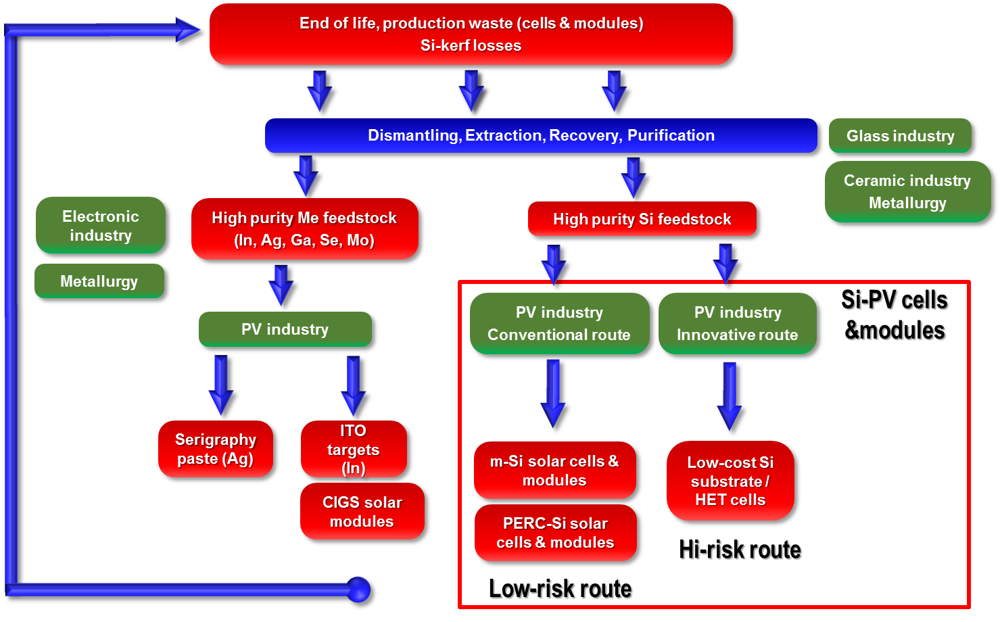 End of life, production waste (cells & modules)
Si-kerf losses
Dismantling, Extraction, Recovery, Purification
Glass industry
Ceramic industry
Metallurgy
Electronic
industry
Metallurgy
High purity Me feedstock
(In, Ag, Ga, Se, Mo)
High purity Si feedstock
PV industry
PV industry
Conventional route
PV industry
Innovative route
Si-PV cells
&modules
Serigraphy
paste (Ag)
ITO
targets
(In)
CIGS solar
modules
m-Si solar cells &
modules
PERC-Si solar
cells & modules
Low-risk route
Low-cost Si
substrate /
HET cells
Hi-risk route